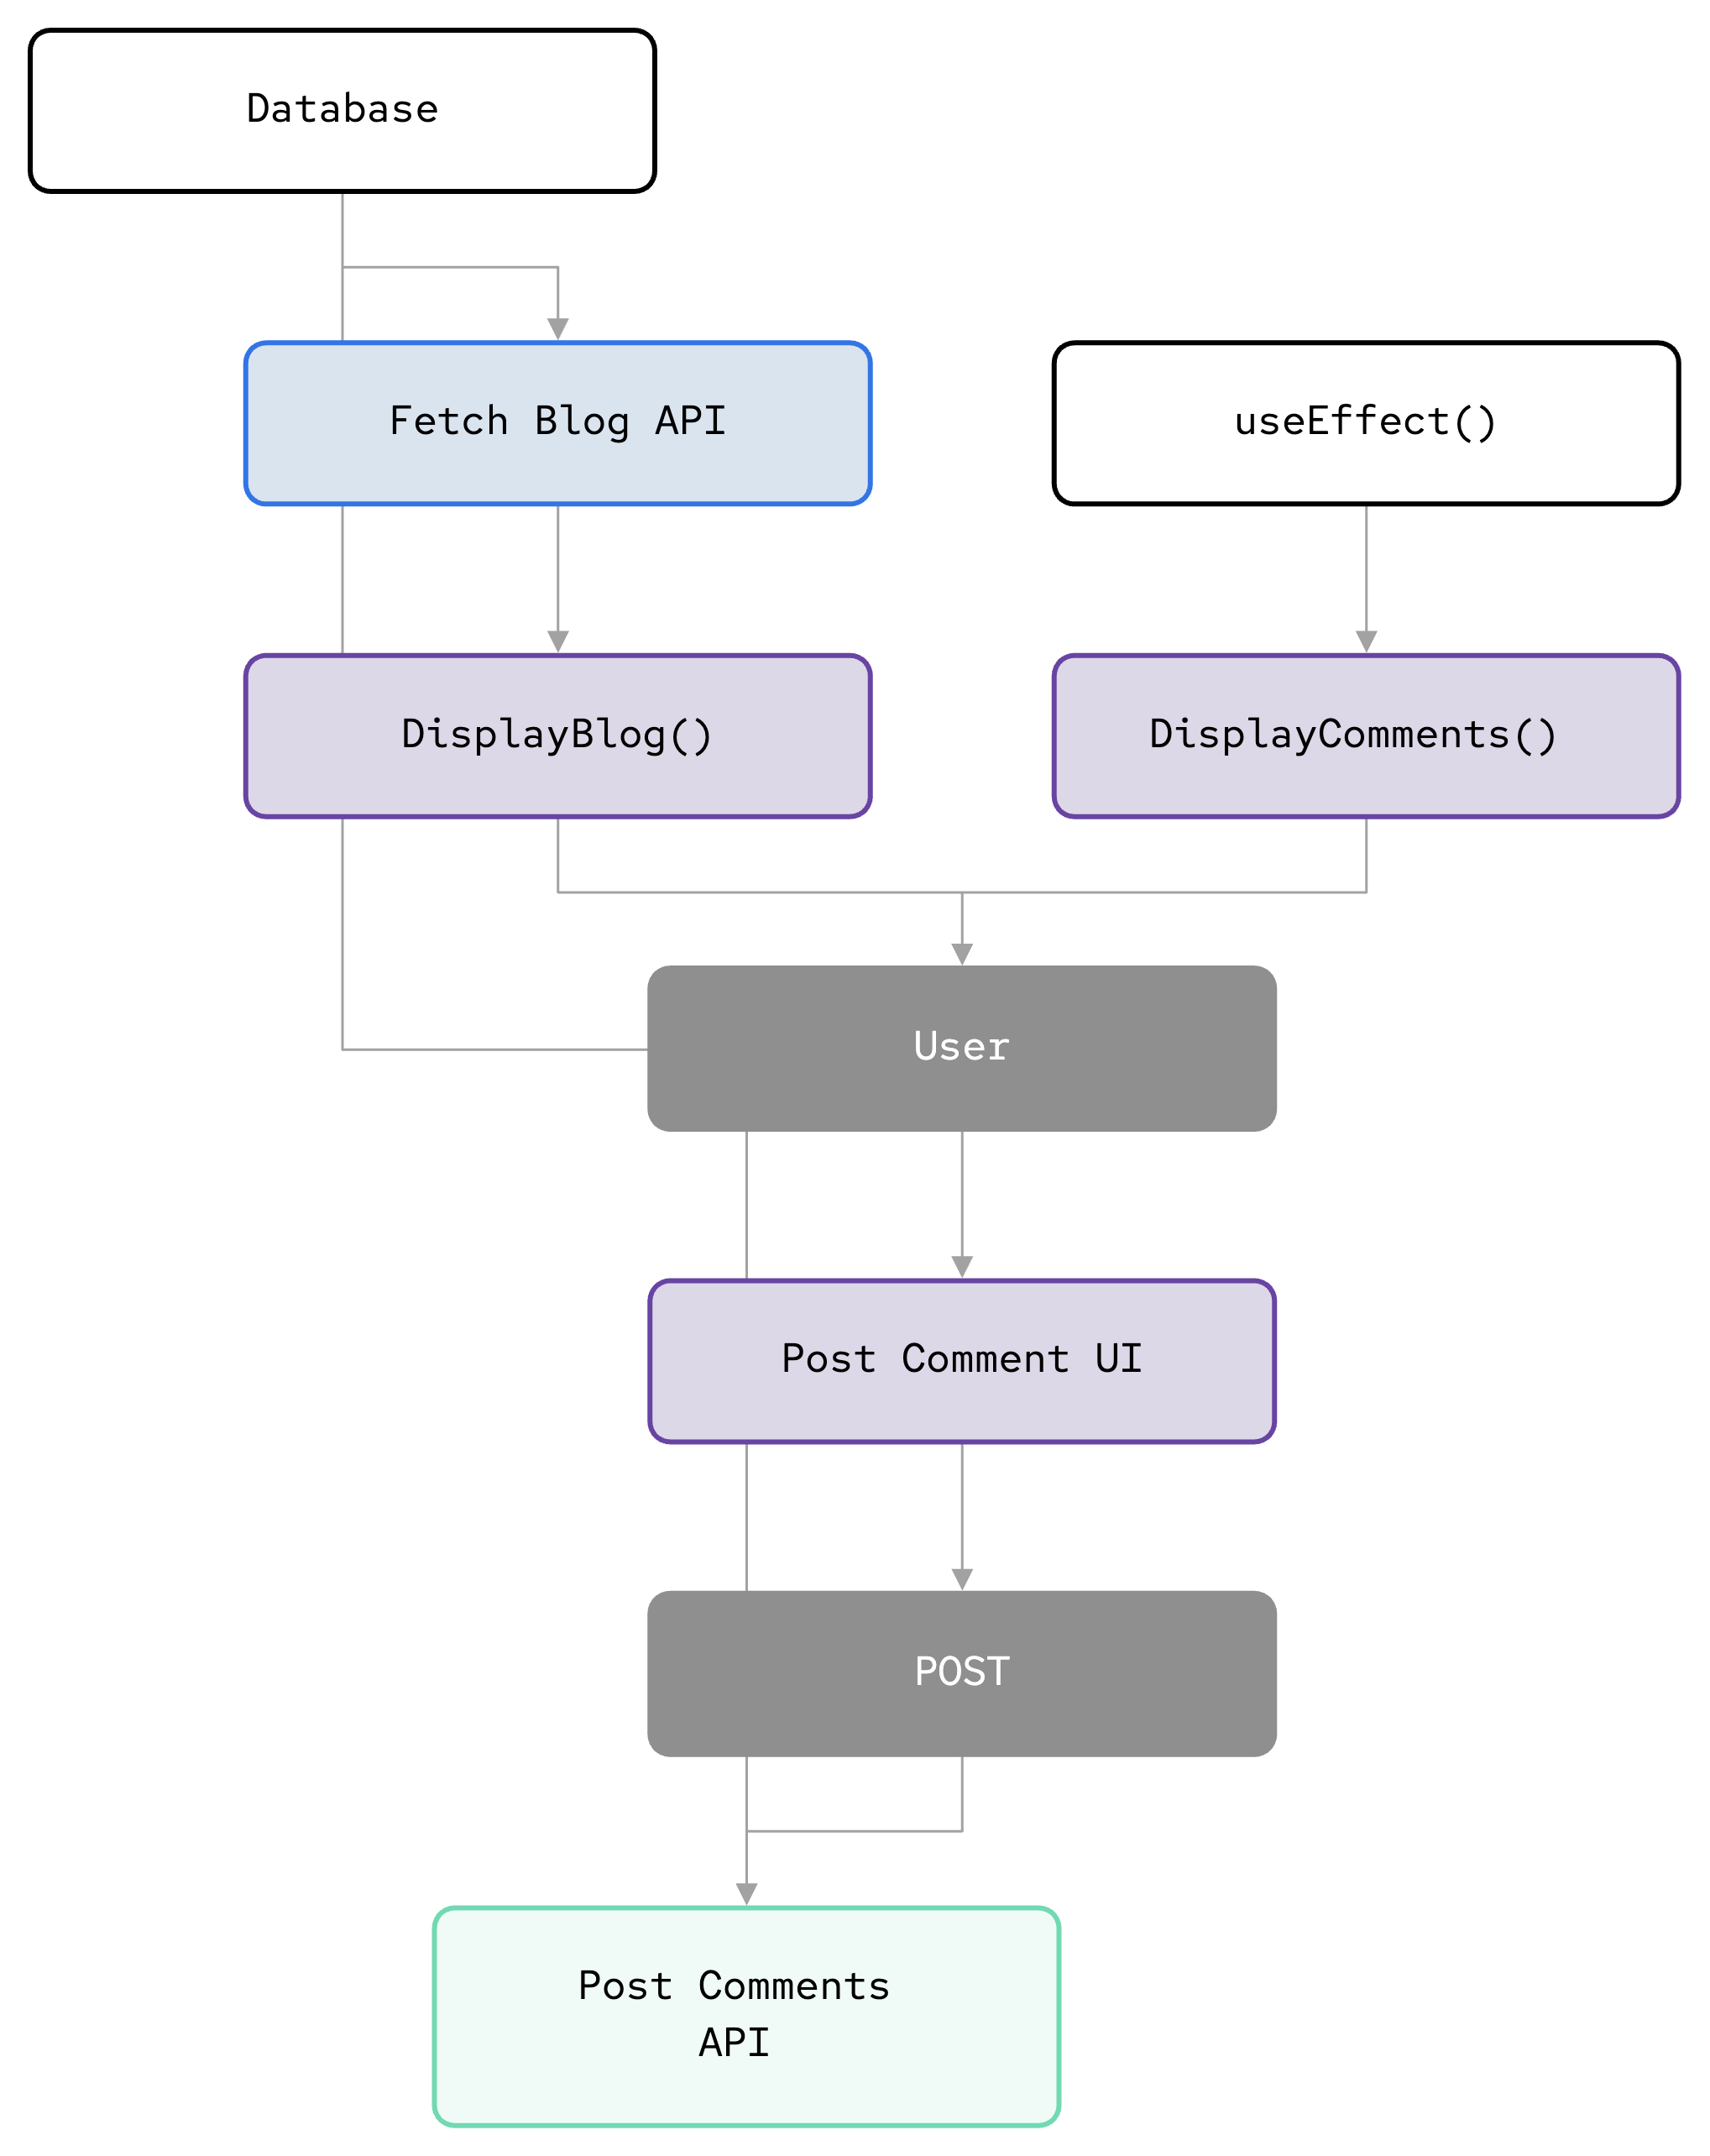 Database
Fetch Blog API
useEffect()
DisplayBlog()
DisplayComments()
User
Post Comment UI
POST
Post Comments
API